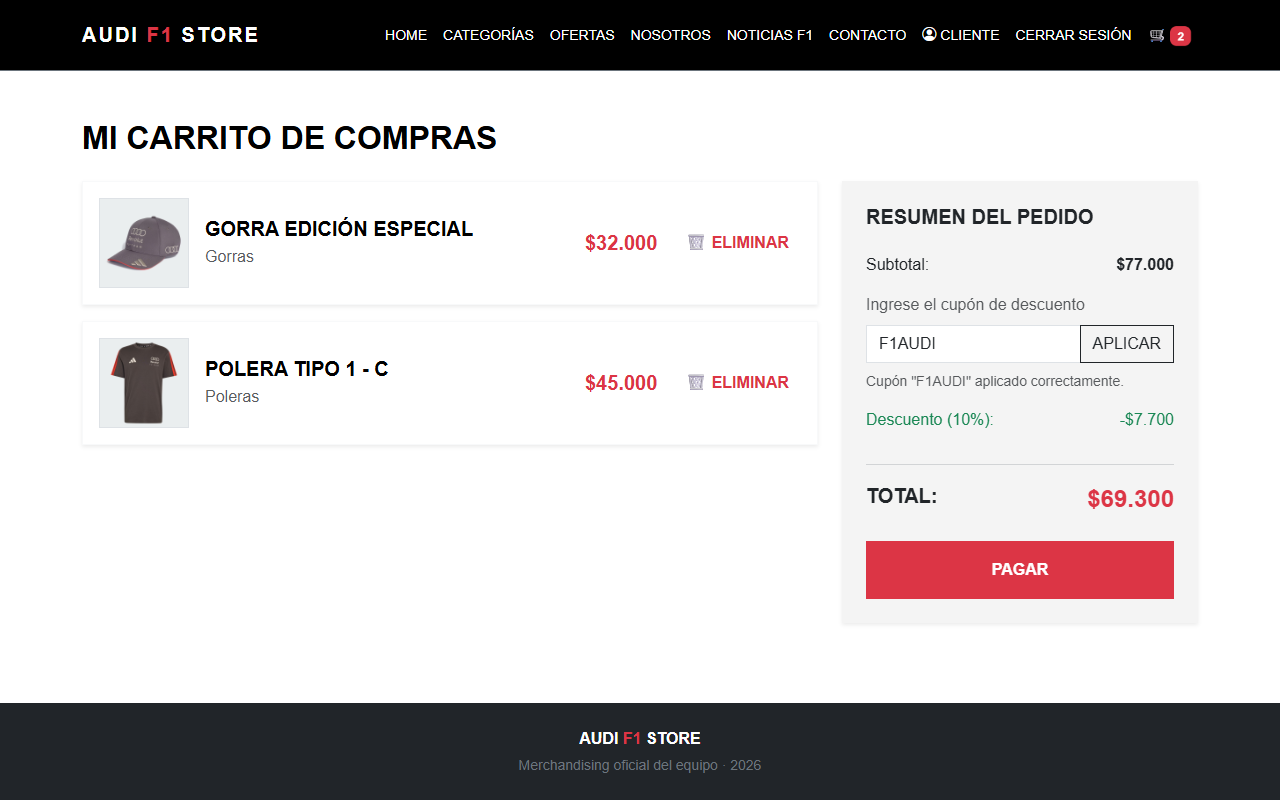 AUDI F1 STORE
HOME CATEGORÍAS OFERTAS NOSOTROS NOTICIAS F1 CONTACTO CLIENTE CERRAR SESIÓN 2
MI CARRITO DE COMPRAS
GORRA EDICIÓN ESPECIAL
Gorras
$32.000 ELIMINAR
POLERA TIPO 1 - C
Poleras
$45.000 ELIMINAR
RESUMEN DEL PEDIDO
Subtotal: $77.000
Ingrese el cupón de descuento
F1AUDI APLICAR
Cupón "F1AUDI" aplicado correctamente.
Descuento (10%): -$7.700
TOTAL: $69.300
PAGAR
AUDI F1 STORE
Merchandising oficial del equipo · 2026